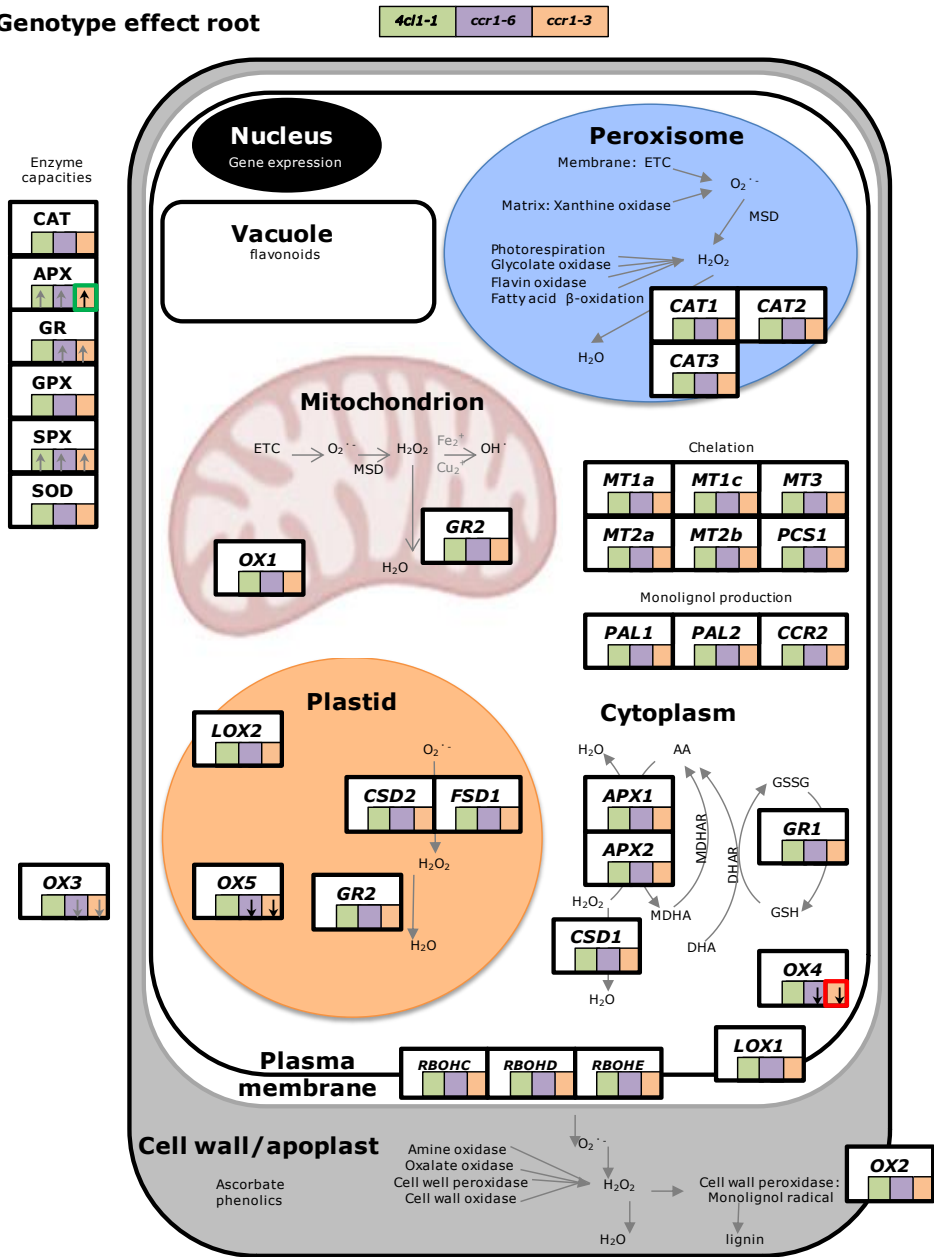 Genotype effect root
4cl1-1 ccr1-6 ccr1-3
Nucleus
Gene expression
Vacuole
flavonoids
Peroxisome
Membrane: ETC
O₂˙⁻
Matrix: Xanthine oxidase
MSD
Photorespiration
Glycolate oxidase
Flavin oxidase
Fatty acid β-oxidation
H₂O₂
H₂O
CAT1 CAT2
CAT3
Enzyme
capacities
CAT
APX
GR
GPX
SPX
SOD
Mitochondrion
ETC
O₂˙⁻
MSD
H₂O₂
Fe₂⁺
Cu₂⁺
OH˙
GR2
OX1
H₂O
Chelation
MT1a MT1c MT3
MT2a MT2b PCS1
Monolignol production
PAL1 PAL2 CCR2
Plastid
LOX2
O₂˙⁻
CSD2 FSD1
H₂O₂
OX5
GR2
H₂O
OX3
Cytoplasm
H₂O
AA
GSSG
APX1
APX2
MDHAR
DHAR
GR1
H₂O₂
MDHA
GSH
CSD1
DHA
H₂O
OX4
LOX1
Plasma
membrane
RBOHC RBOHD RBOHE
Cell wall/apoplast
O₂˙⁻
Ascorbate
phenolics
Amine oxidase
Oxalate oxidase
Cell well peroxidase
Cell wall oxidase
H₂O₂
Cell wall peroxidase:
Monolignol radical
OX2
H₂O
lignin